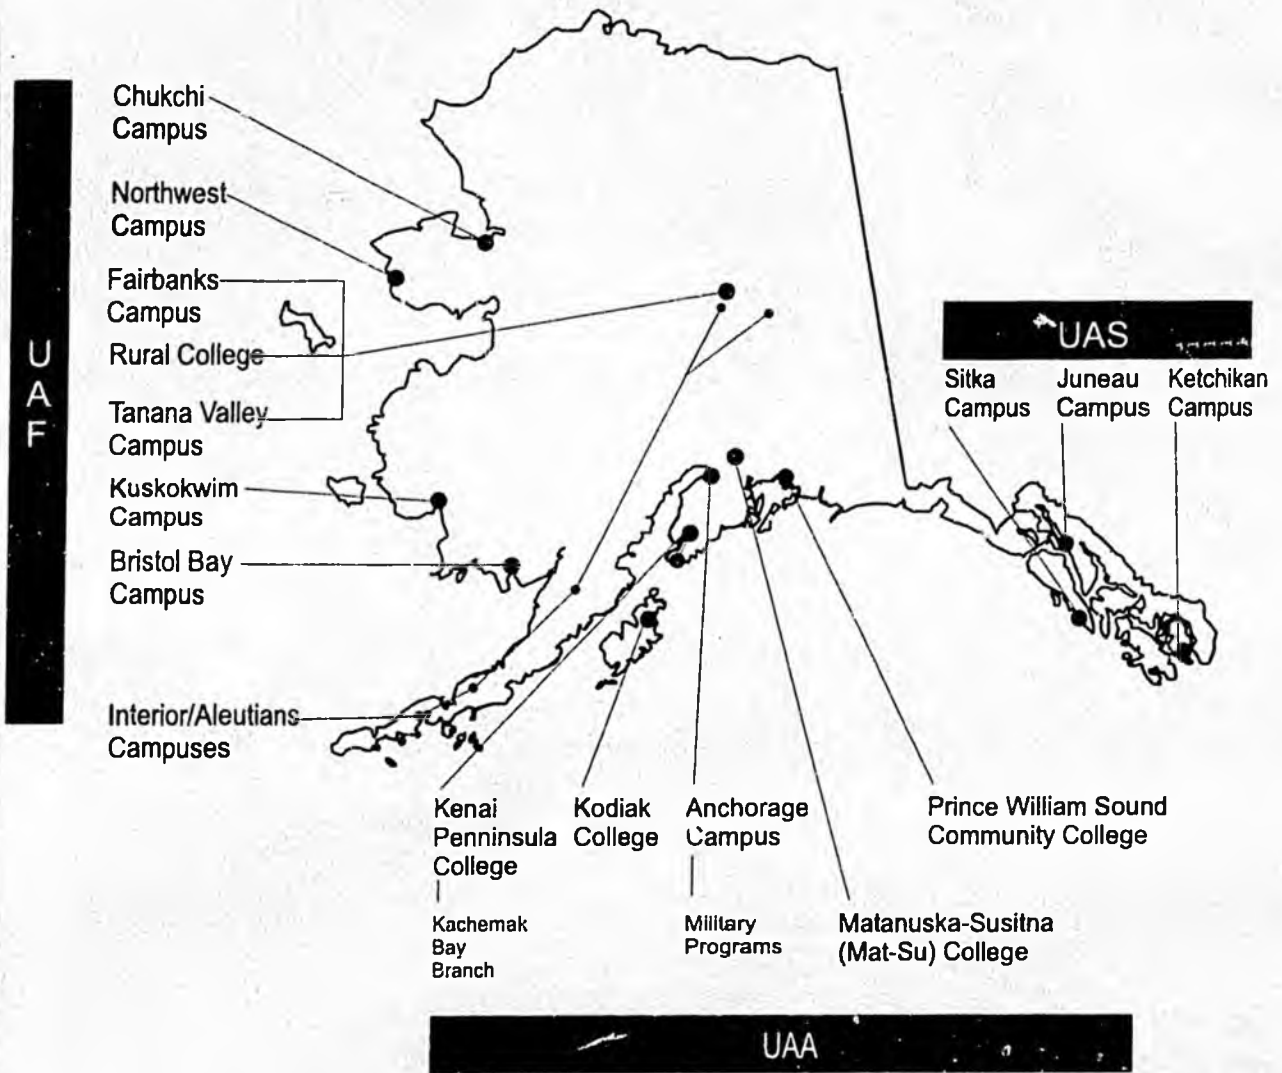 UAF
Chukchi
Campus
Northwest
Campus
Fairbanks
Campus
Rural College
Tanana Valley
Campus
Kuskokwim
Campus
Bristol Bay
Campus
Interior/Aleutians
Campuses
UAS
Sitka
Campus
Juneau
Campus
Ketchikan
Campus
Kenai
Penninsula
College
Kachemak
Bay
Branch
Kodiak
College
Anchorage
Campus
Military
Programs
Matanuska-Susitna
(Mat-Su) College
Prince William Sound
Community College
UAA